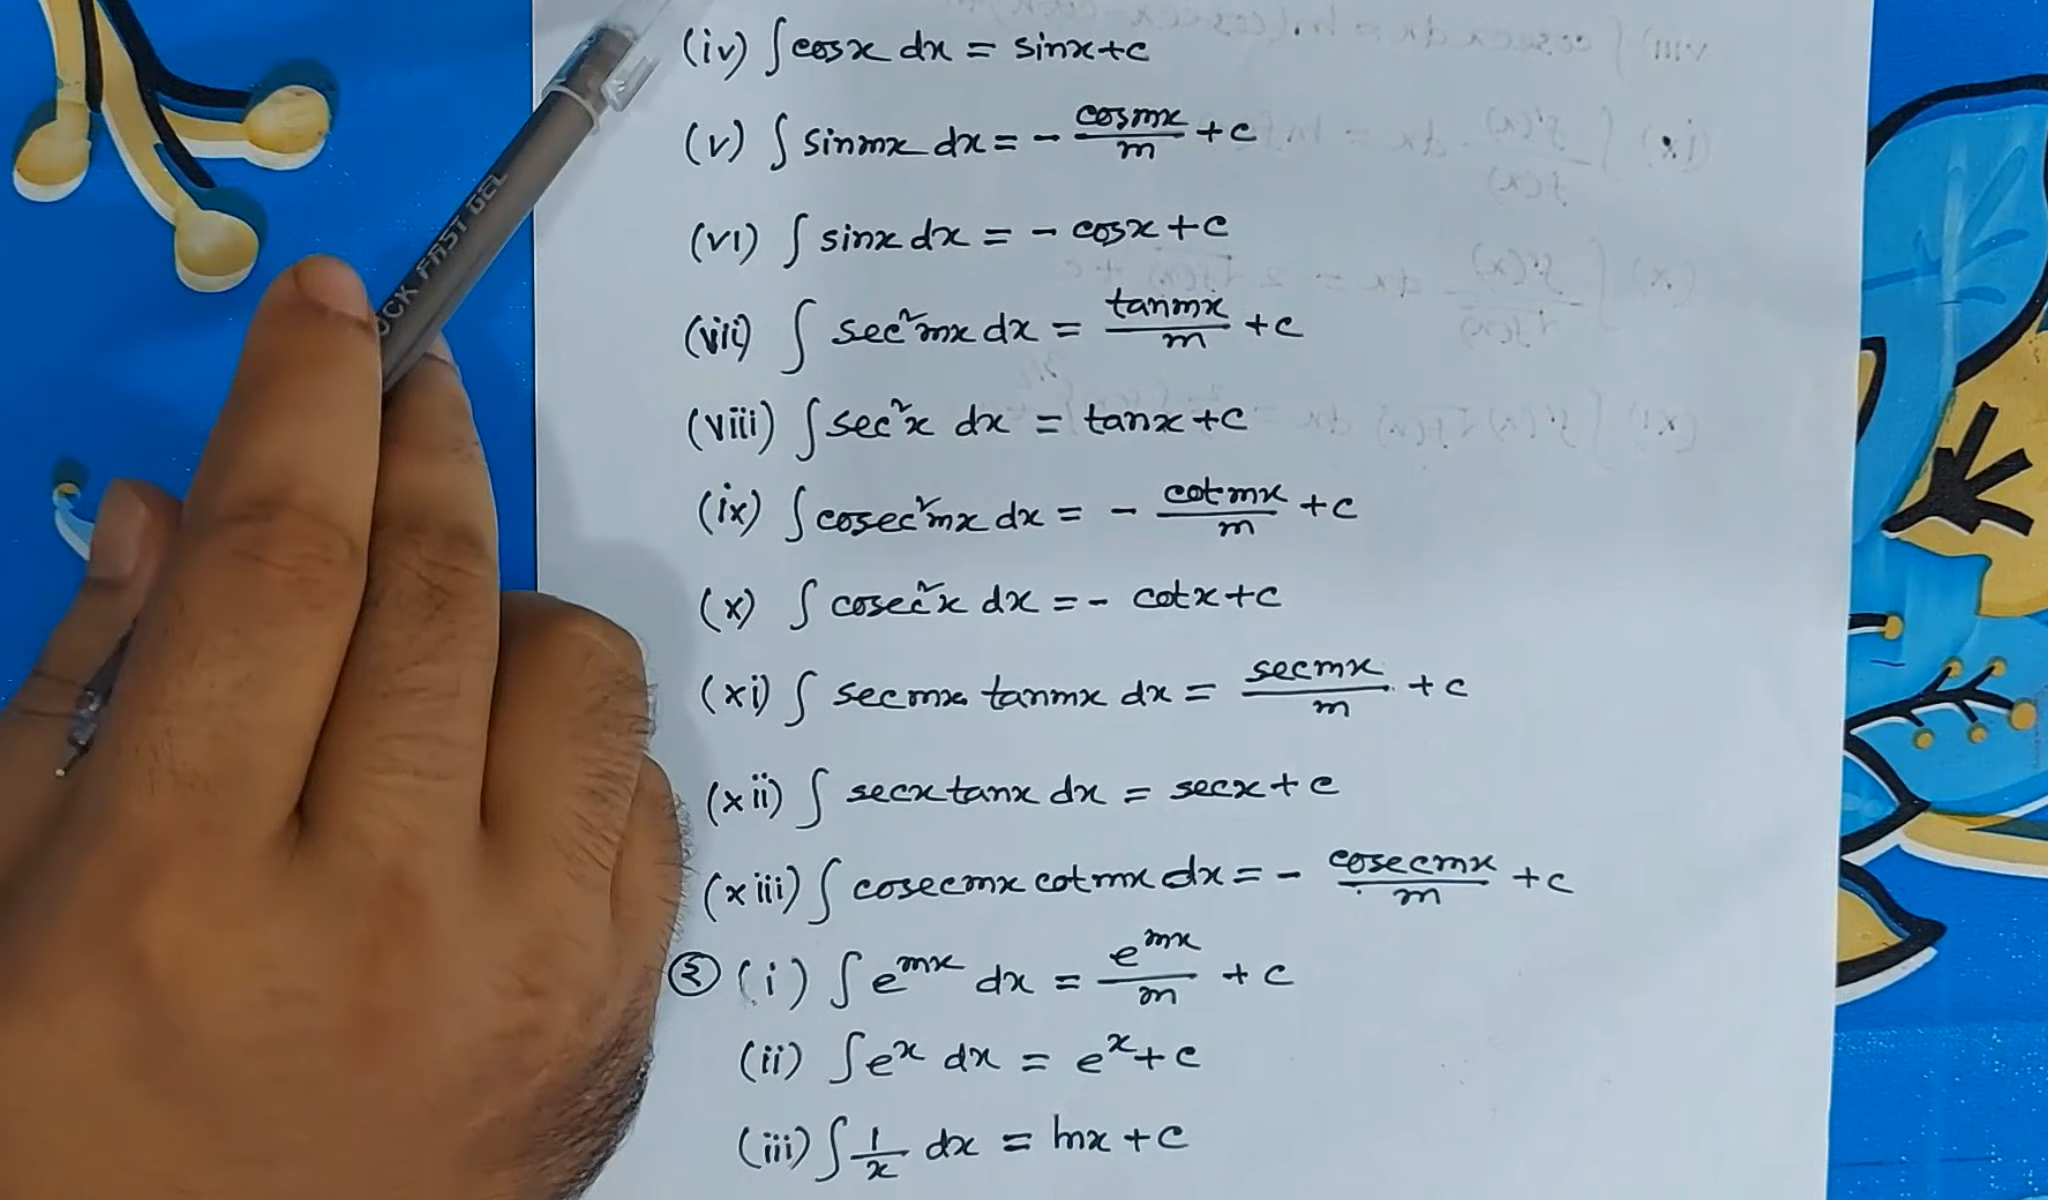 (iv) ∫cosx dx = sinx+c
(v) ∫ sinmx dx = - cosmx/m + c
(vi) ∫ sinx dx = - cosx + c
(vii) ∫ sec²mx dx = tanmx/m + c
(viii) ∫ sec²x dx = tanx + c
(ix) ∫ cosec²mx dx = - cotmx/m + c
(x) ∫ cosec²x dx = - cotx + c
(xi) ∫ secmx tanmx dx = secmx/m + c
(xii) ∫ secx tanx dx = secx + c
(xiii) ∫ cosecmx cotmx dx = - cosecmx/m + c
(i) ∫ e^mx dx = e^mx/m + c
(ii) ∫ e^x dx = e^x + c
(iii) ∫ 1/x dx = lnx + c
FAST GEL